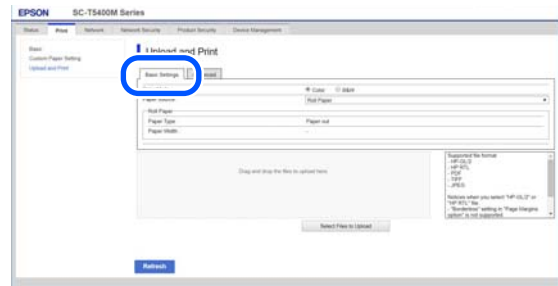 EPSON SC-T5400M Series
Status Print Network Network Security Product Security Device Management
Basic
Custom Paper Setting
Upload and Print
Upload and Print
Basic Settings
Color B&W
Paper Source Roll Paper
Roll Paper
Paper Type Paper out
Paper Width -
Drag and drop the files to upload here.
Supported file format
- HP-GL/2
- HP RTL
- PDF
- TIFF
- JPEG
Notices when you select "HP-GL/2" or
"HP RTL" file.
- "Borderless" setting in "Page Margins
option" is not supported.
Select Files to Upload
Refresh